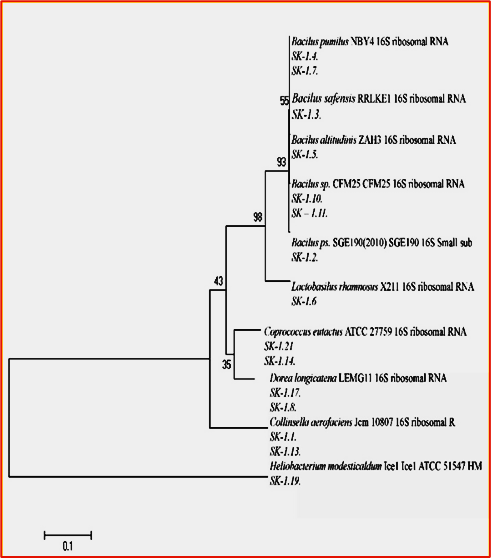 Bacilus pumilus NBY4 16S ribosomal RNA
SK-1.4.
SK-1.7.
55
Bacilus safensis RRLKE1 16S ribosomal RNA
SK-1.3.
Bacilus altitudinis ZAH3 16S ribosomal RNA
93
SK-1.5.
Bacilus sp. CFM25 CFM25 16S ribosomal RNA
SK-1.10.
SK – 1.11.
98
Bacilus ps. SGE190(2010) SGE190 16S Small sub
SK-1.2.
43
Lactobasilus rhamnosus X211 16S ribosomal RNA
SK-1.6
Coprococcus eutactus ATCC 27759 16S ribosomal RNA
SK-1.21
SK-1.14.
35
Dorea longicatena LEMG11 16S ribosomal RNA
SK-1.17.
SK-1.8.
Collinsella aerofaciens Jcm 10807 16S ribosomal R
SK-1.1.
SK-1.13.
Heliobacterium modesticaldum Ice1 Ice1 ATCC 51547 HM
SK-1.19.
0.1